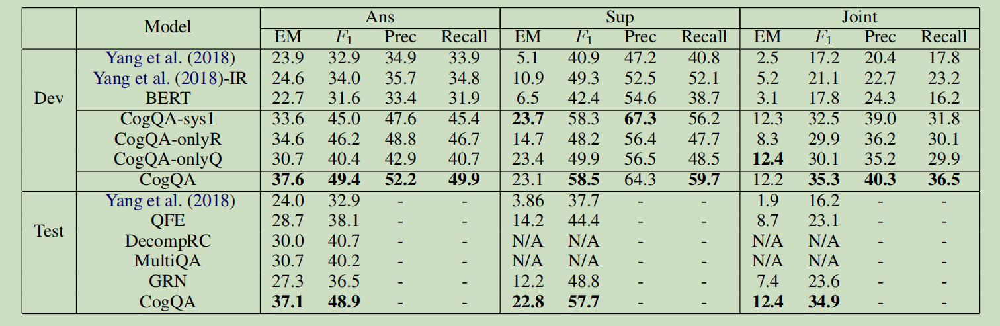 Model Ans Sup Joint
EM F1 Prec Recall EM F1 Prec Recall EM F1 Prec Recall
Dev
Yang et al. (2018) 23.9 32.9 34.9 33.9 5.1 40.9 47.2 40.8 2.5 17.2 20.4 17.8
Yang et al. (2018)-IR 24.6 34.0 35.7 34.8 10.9 49.3 52.5 52.1 5.2 21.1 22.7 23.2
BERT 22.7 31.6 33.4 31.9 6.5 42.4 54.6 38.7 3.1 17.8 24.3 16.2
CogQA-sys1 33.6 45.0 47.6 45.4 23.7 58.3 67.3 56.2 12.3 32.5 39.0 31.8
CogQA-onlyR 34.6 46.2 48.8 46.7 14.7 48.2 56.4 47.7 8.3 29.9 36.2 30.1
CogQA-onlyQ 30.7 40.4 42.9 40.7 23.4 49.9 56.5 48.5 12.4 30.1 35.2 29.9
CogQA 37.6 49.4 52.2 49.9 23.1 58.5 64.3 59.7 12.2 35.3 40.3 36.5
Test
Yang et al. (2018) 24.0 32.9 - - 3.86 37.7 - - 1.9 16.2 - -
QFE 28.7 38.1 - - 14.2 44.4 - - 8.7 23.1 - -
DecompRC 30.0 40.7 - - N/A N/A - - N/A N/A - -
MultiQA 30.7 40.2 - - N/A N/A - - N/A N/A - -
GRN 27.3 36.5 - - 12.2 48.8 - - 7.4 23.6 - -
CogQA 37.1 48.9 - - 22.8 57.7 - - 12.4 34.9 - -